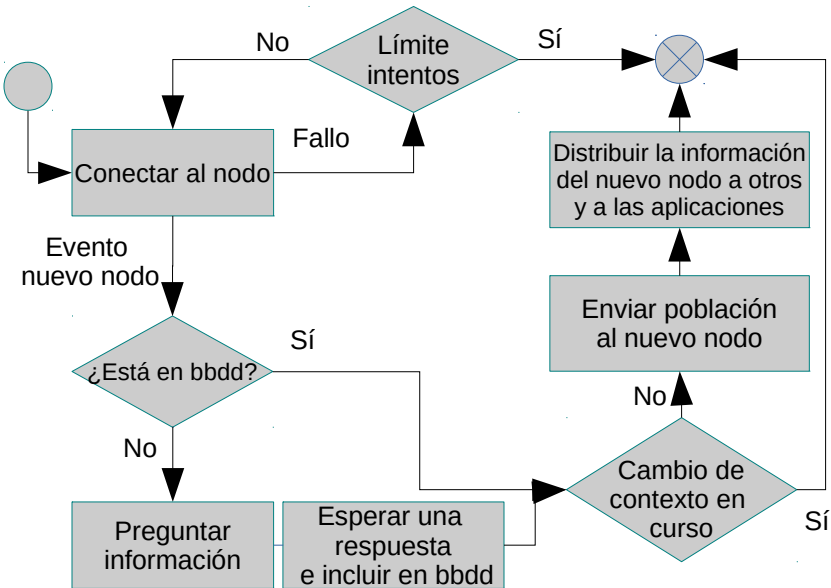 No
Límite
intentos
Sí
Conectar al nodo
Fallo
Distribuir la información
del nuevo nodo a otros
y a las aplicaciones
Evento
nuevo nodo
Enviar población
al nuevo nodo
¿Está en bbdd?
Sí
No
No
Cambio de
contexto en
curso
Sí
Preguntar
información
Esperar una
respuesta
e incluir en bbdd